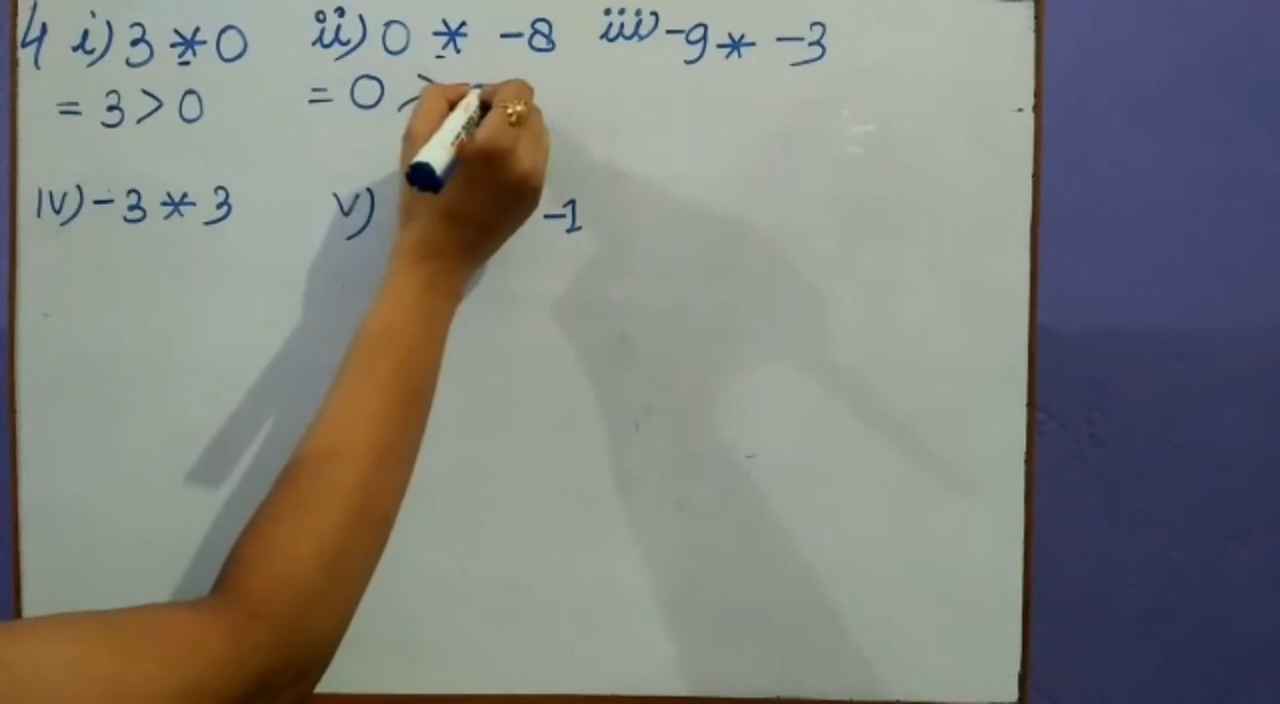 4 i) 3 * 0 ii) 0 * -8 iii) -9 * -3
= 3 > 0 = 0 >
iv) -3 * 3 v) -1